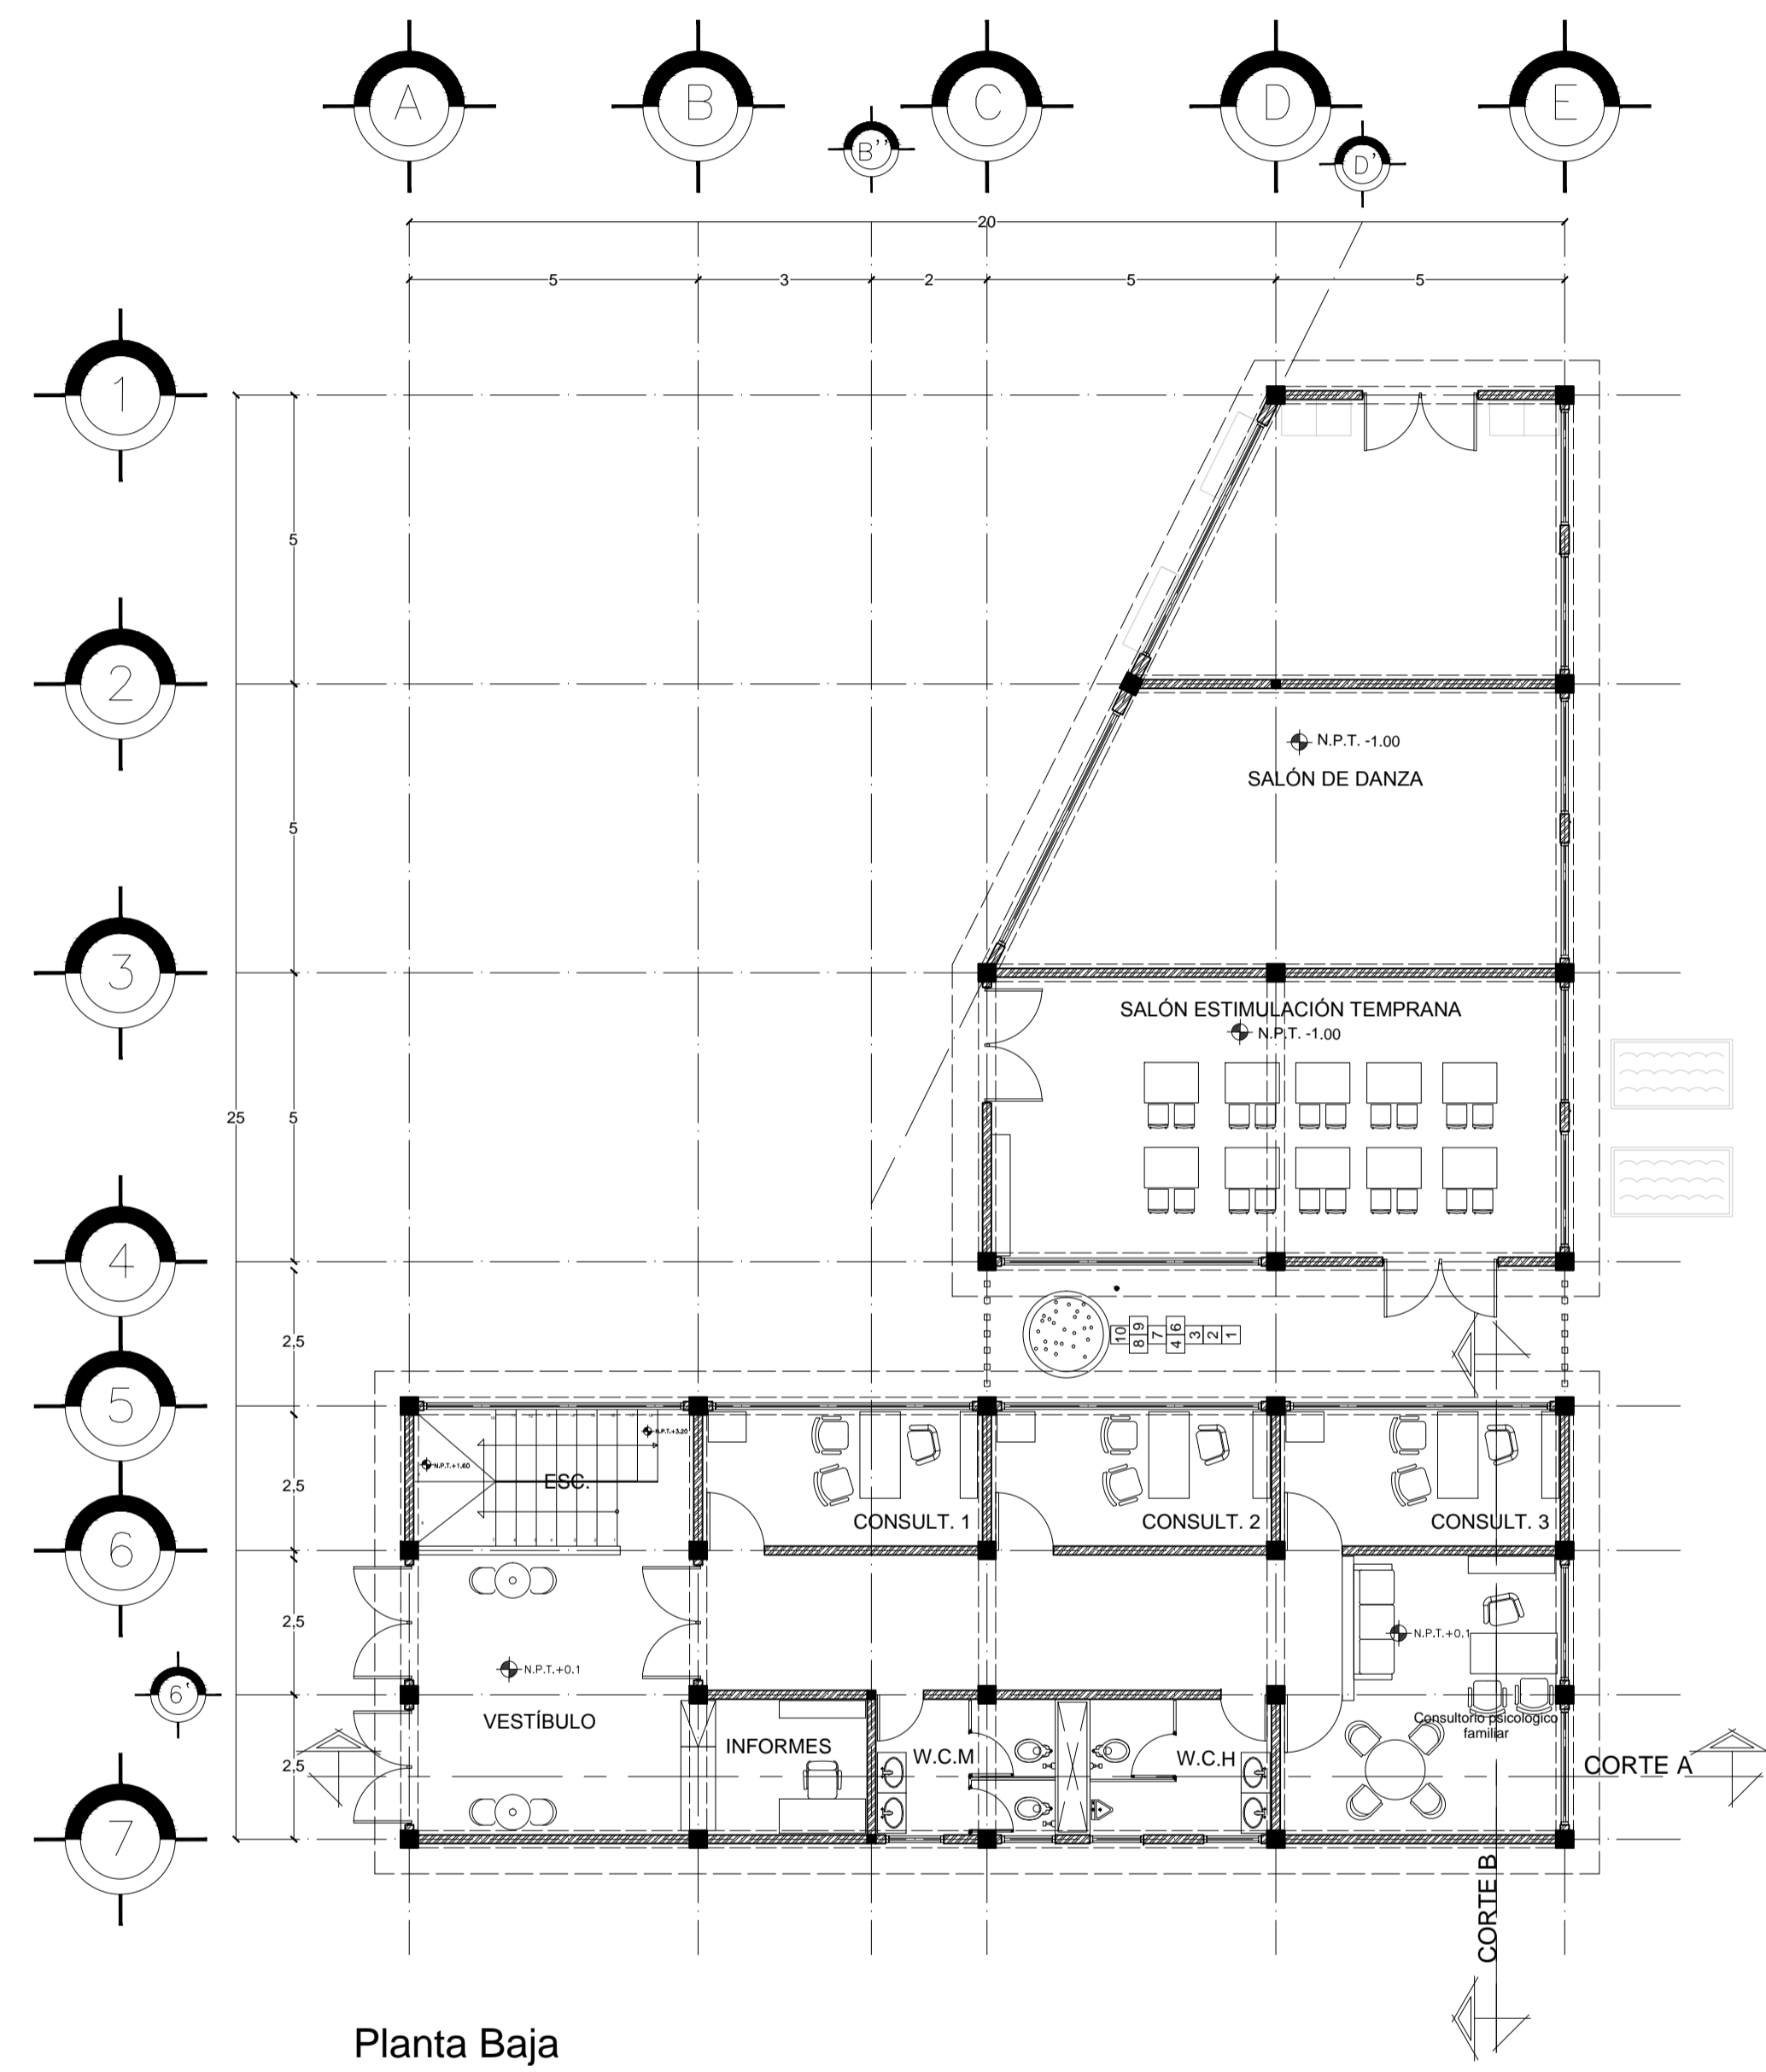 A
B
C
D
E
B''
D'
20
5
3
2
5
5
1
5
2
N.P.T. -1.00
SALÓN DE DANZA
5
3
SALÓN ESTIMULACIÓN TEMPRANA
N.P.T. -1.00
25
5
4
2,5
10
8 9
7
4 6
3
2
1
5
N.P.T.+3.20
N.P.T.+1.60
ESC.
2,5
CONSULT. 1
CONSULT. 2
CONSULT. 3
6
2,5
N.P.T.+0.1
N.P.T.+0.1
6'
VESTÍBULO
INFORMES
W.C.M
W.C.H
Consultorio psicologico
familiar
2,5
CORTE A
7
CORTE B
Planta Baja